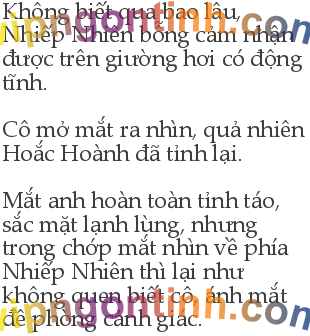 Không biết qua bao lâu,
Nhiếp Nhiên bỗng cảm nhận
được trên giường hơi có động
tĩnh.
Cô mở mắt ra nhìn, quả nhiên
Hoắc Hoành đã tỉnh lại.
Mắt anh hoàn toàn tỉnh táo,
sắc mặt lạnh lùng, nhưng
trong chớp mắt nhìn về phía
Nhiếp Nhiên thì lại như
không quen biết cô, ánh mắt
đề phòng cảnh giác.